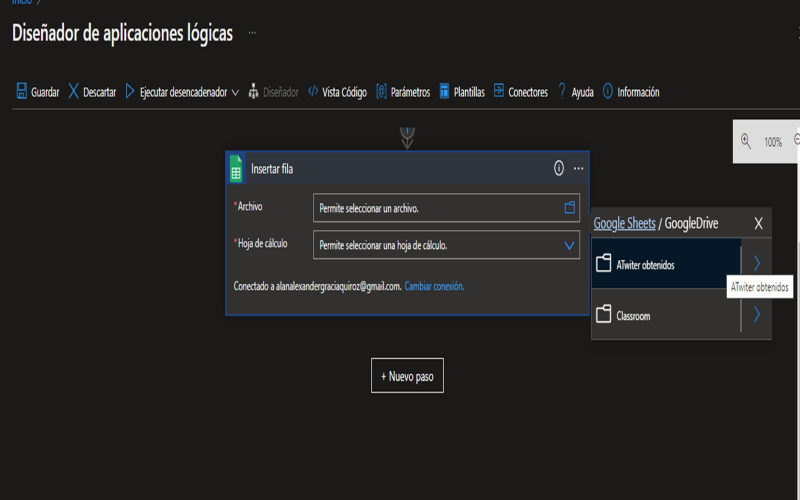 Inicio
Diseñador de aplicaciones lógicas ...
Guardar Descartar Ejecutar desencadenador Diseñador Vista Código Parámetros Plantillas Conectores Ayuda Información
100%
Insertar fila
*Archivo Permite seleccionar un archivo.
*Hoja de cálculo Permite seleccionar una hoja de cálculo.
Conectado a alanalexandergraciaquiroz@gmail.com. Cambiar conexión.
Google Sheets / GoogleDrive
ATwiter obtenidos
ATwiter obtenidos
Classroom
+ Nuevo paso